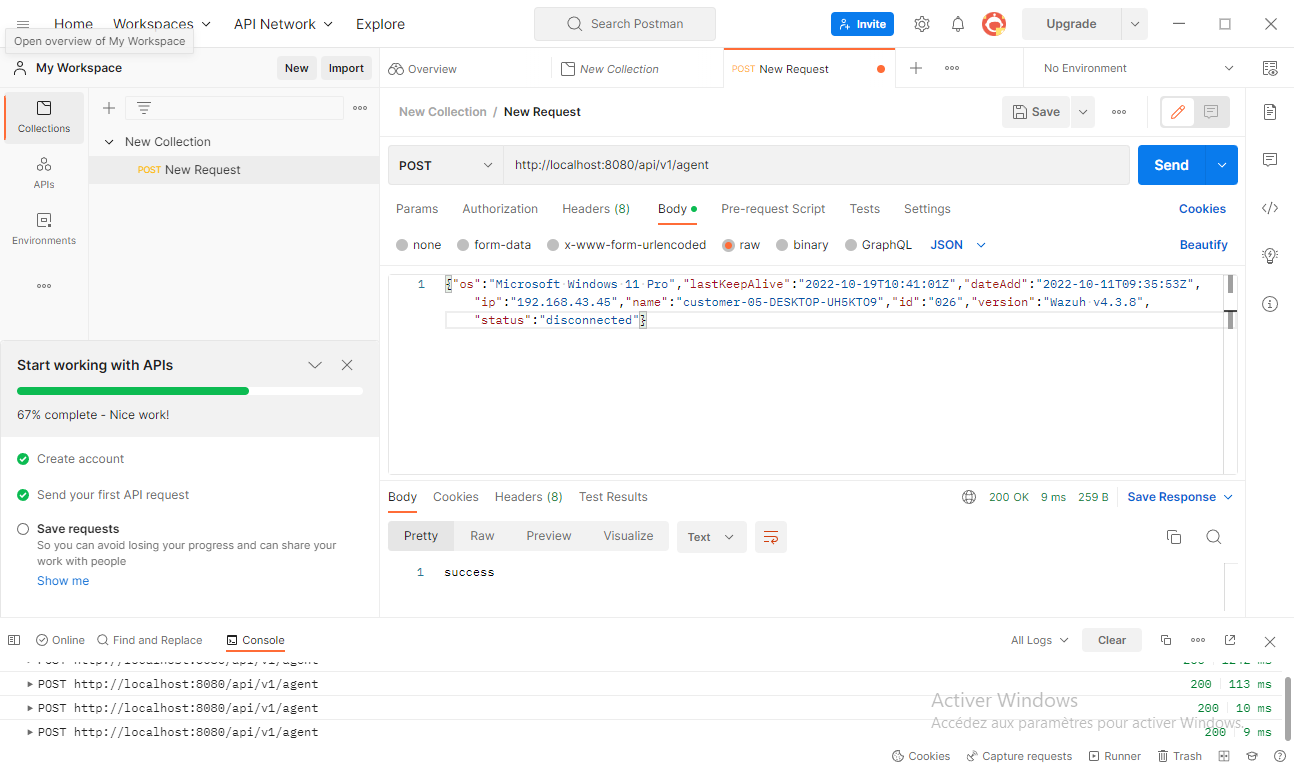 Home Workspaces API Network Explore Search Postman Invite Upgrade
Open overview of My Workspace
My Workspace New Import
Overview New Collection POST New Request No Environment
Collections
APIs
Environments
New Collection
POST New Request
New Collection / New Request Save
POST http://localhost:8080/api/v1/agent Send
Params Authorization Headers (8) Body Pre-request Script Tests Settings Cookies
none form-data x-www-form-urlencoded raw binary GraphQL JSON Beautify
1 {"os":"Microsoft Windows 11 Pro","lastKeepAlive":"2022-10-19T10:41:01Z","dateAdd":"2022-10-11T09:35:53Z",
"ip":"192.168.43.45","name":"customer-05-DESKTOP-UH5KTO9","id":"026","version":"Wazuh v4.3.8",
"status":"disconnected"}
Start working with APIs
67% complete - Nice work!
Create account
Send your first API request
Save requests
So you can avoid losing your progress and can share your
work with people
Show me
Body Cookies Headers (8) Test Results 200 OK 9 ms 259 B Save Response
Pretty Raw Preview Visualize Text
1 success
Online Find and Replace Console All Logs Clear
POST http://localhost:8080/api/v1/agent 200 1242 ms
POST http://localhost:8080/api/v1/agent 200 113 ms
POST http://localhost:8080/api/v1/agent 200 10 ms
POST http://localhost:8080/api/v1/agent 200 9 ms
Activer Windows
Accédez aux paramètres pour activer Windows.
Cookies Capture requests Runner Trash